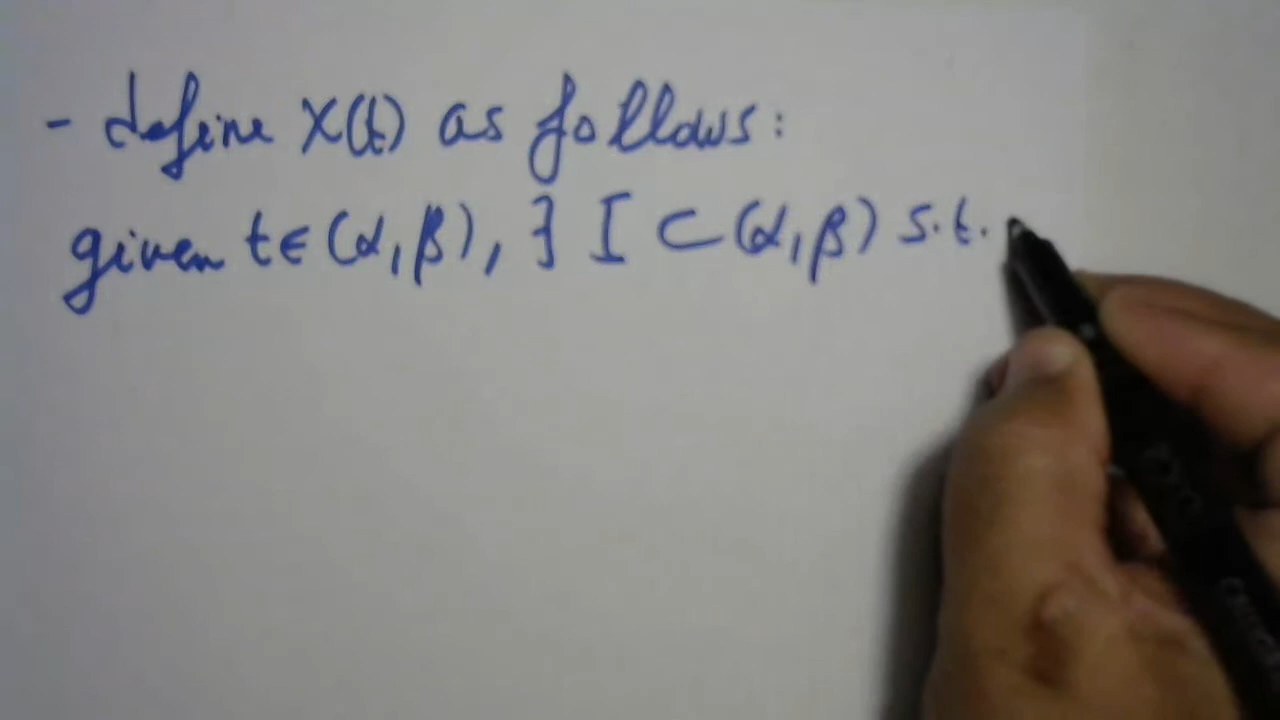 - define x(t) as follows:
given t ∈ (α, β), ∃ I ⊂ (α, β) s.t.